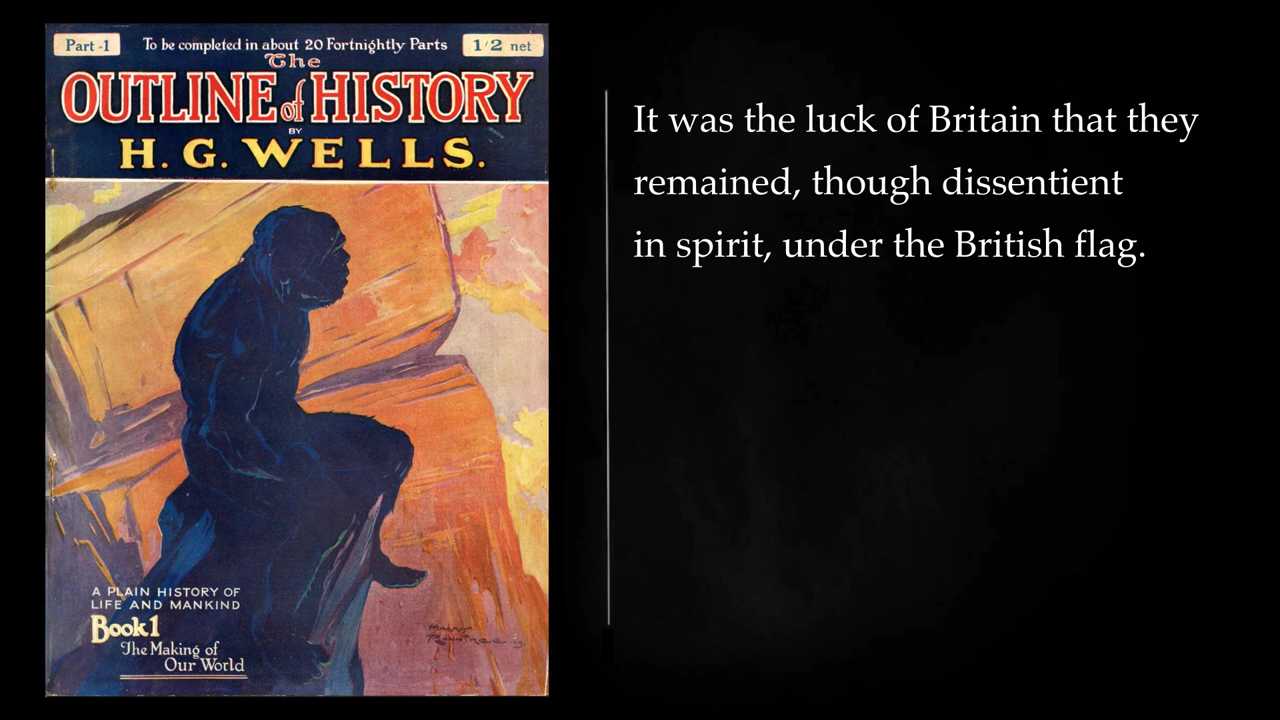 Part -1
To be completed in about 20 Fortnightly Parts
1/2 net
The
OUTLINE of HISTORY
BY
H. G. WELLS.
A PLAIN HISTORY OF
LIFE AND MANKIND
Book 1
The Making of
Our World
It was the luck of Britain that they
remained, though dissentient
in spirit, under the British flag.